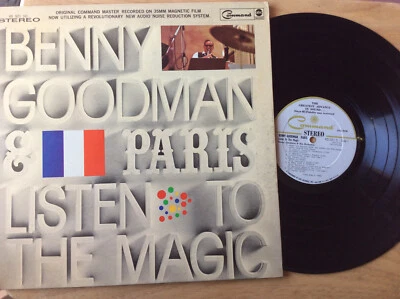 STEREO
ORIGINAL COMMAND MASTER RECORDED ON 35MM MAGNETIC FILM
NOW UTILIZING A REVOLUTIONARY NEW AUDIO NOISE REDUCTION SYSTEM.
Command
BENNY
GOODMAN
& PARIS
LISTEN TO
THE MAGIC
Command
STEREO